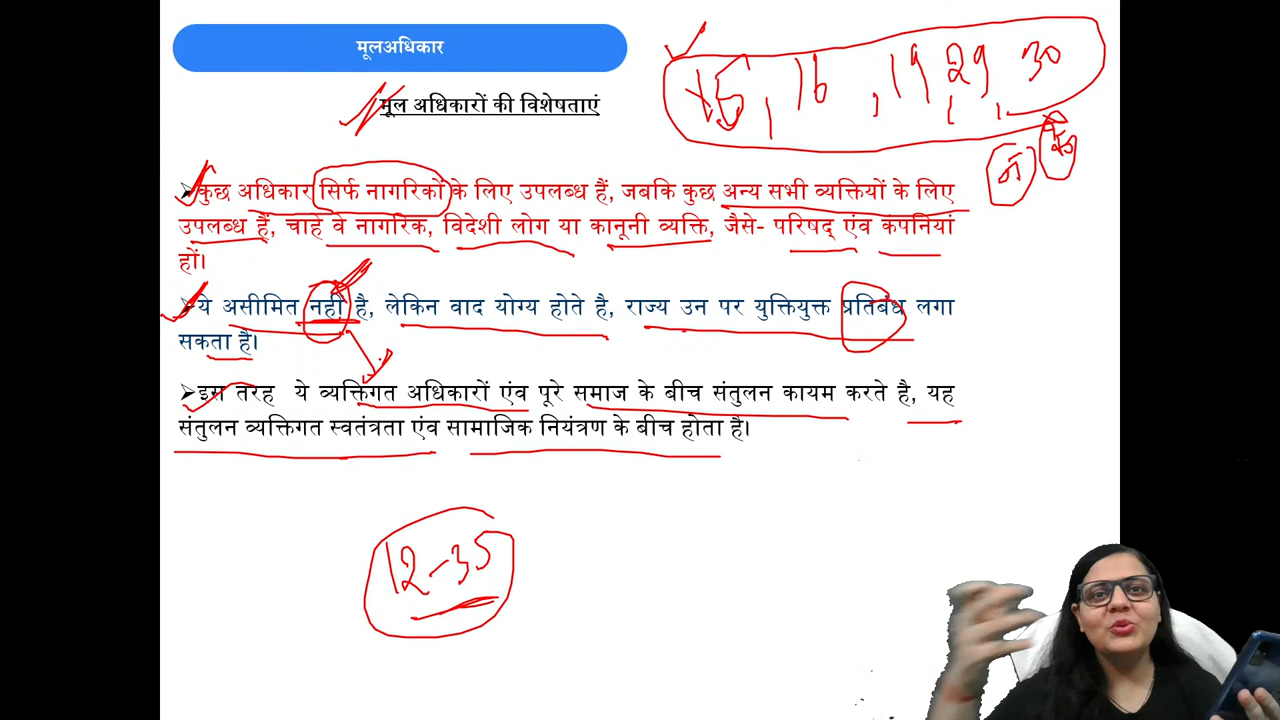 मूलअधिकार
15, 16, 19 29, 30
मूल अधिकारों की विशेषताएं
➢कुछ अधिकार सिर्फ नागरिकों के लिए उपलब्ध हैं, जबकि कुछ अन्य सभी व्यक्तियों के लिए
उपलब्ध हैं, चाहे वे नागरिक, विदेशी लोग या कानूनी व्यक्ति, जैसे- परिषद् एंव कंपनियां
हों।
➢ये असीमित नहीं है, लेकिन वाद योग्य होते है, राज्य उन पर युक्तियुक्त प्रतिबंध लगा
सकता है।
➢इस तरह ये व्यक्तिगत अधिकारों एंव पूरे समाज के बीच संतुलन कायम करते है, यह
संतुलन व्यक्तिगत स्वतंत्रता एंव सामाजिक नियंत्रण के बीच होता है।
12-35